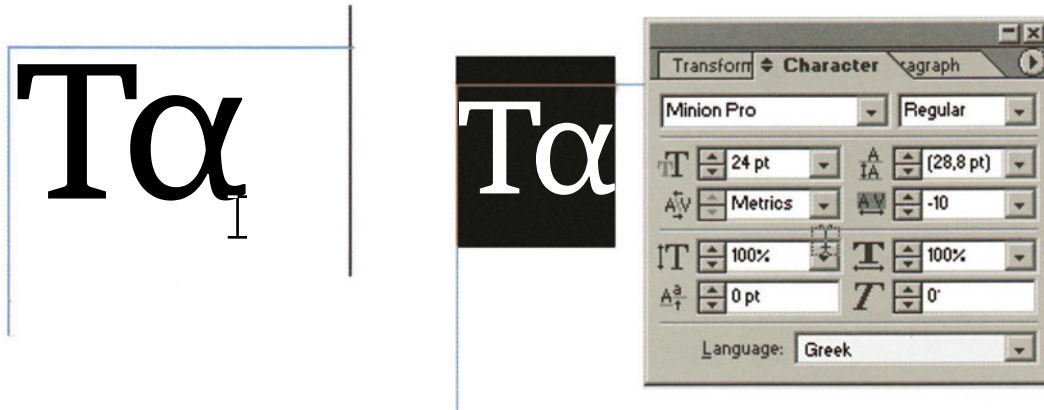 Τα
Τα
Transform Character ragraph
Minion Pro Regular
24 pt (28,8 pt)
Metrics -10
100% 100%
0 pt 0°
Language: Greek